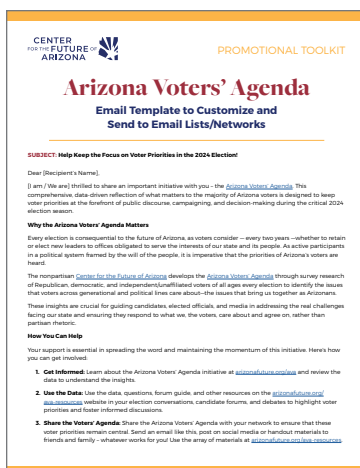 CENTER
FOR THE FUTURE OF
ARIZONA
PROMOTIONAL TOOLKIT
Arizona Voters' Agenda
Email Template to Customize and
Send to Email Lists/Networks
SUBJECT: Help Keep the Focus on Voter Priorities in the 2024 Election!
Dear [Recipient's Name],
[I am / We are] thrilled to share an important initiative with you – the Arizona Voters' Agenda. This
comprehensive, data-driven reflection of what matters to the majority of Arizona voters is designed to keep
voter priorities at the forefront of public discourse, campaigning, and decision-making during the critical 2024
election season.
Why the Arizona Voters' Agenda Matters
Every election is consequential to the future of Arizona, as voters consider — every two years —whether to retain
or elect new leaders to offices obligated to serve the interests of our state and its people. As active participants
in a political system framed by the will of the people, it is imperative that the priorities of Arizona's voters are
heard.
The nonpartisan Center for the Future of Arizona develops the Arizona Voters' Agenda through survey research
of Republican, democratic, and independent/unaffiliated voters of all ages every election to identify the issues
that voters across generational and political lines care about–the issues that bring us together as Arizonans.
These insights are crucial for guiding candidates, elected officials, and media in addressing the real challenges
facing our state and ensuring they respond to what we, the voters, care about and agree on, rather than
partisan rhetoric.
How You Can Help
Your support is essential in spreading the word and maintaining the momentum of this initiative. Here's how
you can get involved:
1. Get Informed: Learn about the Arizona Voters' Agenda initiative at arizonafuture.org/ava and review the
data to understand the insights.
2. Use the Data: Use the data, questions, forum guide, and other resources on the arizonafuture.org/
ava-resources website in your election conversations, candidate forums, and debates to highlight voter
priorities and foster informed discussions.
3. Share the Voters' Agenda: Share the Arizona Voters' Agenda with your network to ensure that these
voter priorities remain central. Send an email like this, post on social media or handout materials to
friends and family – whatever works for you! Use the array of materials at arizonafuture.org/ava-resources